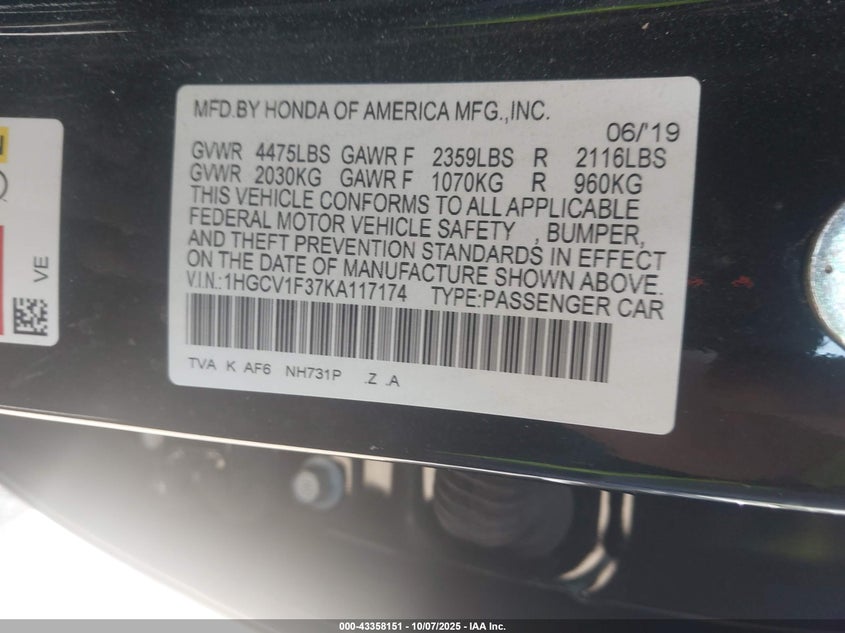 MFD.BY HONDA OF AMERICA MFG.,INC.
06/'19
GVWR 4475LBS GAWR F 2359LBS R 2116LBS
GVWR 2030KG GAWR F 1070KG R 960KG
THIS VEHICLE CONFORMS TO ALL APPLICABLE
FEDERAL MOTOR VEHICLE SAFETY , BUMPER,
AND THEFT PREVENTION STANDARDS IN EFFECT
ON THE DATE OF MANUFACTURE SHOWN ABOVE.
V.I.N.:1HGCV1F37KA117174 TYPE:PASSENGER CAR
TVA K AF6 NH731P .Z .A
VE
000-43358151 - 10/07/2025 - IAA Inc.